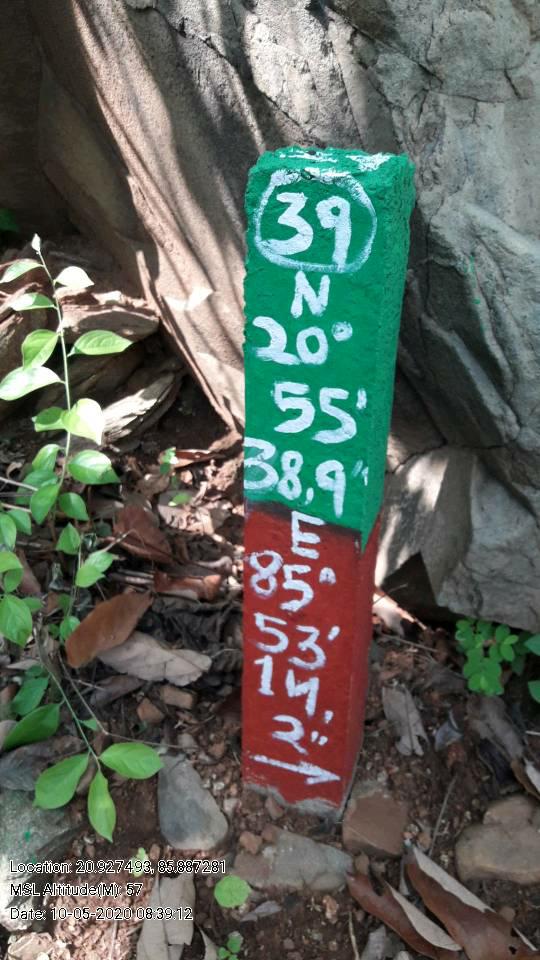 39
N
20°
55'
38,9"
E
85°
53'
14,
2"
Location: 20.927493, 85.887281
MSL Altitude(M): 57
Date: 10-05-2020 08:39:12